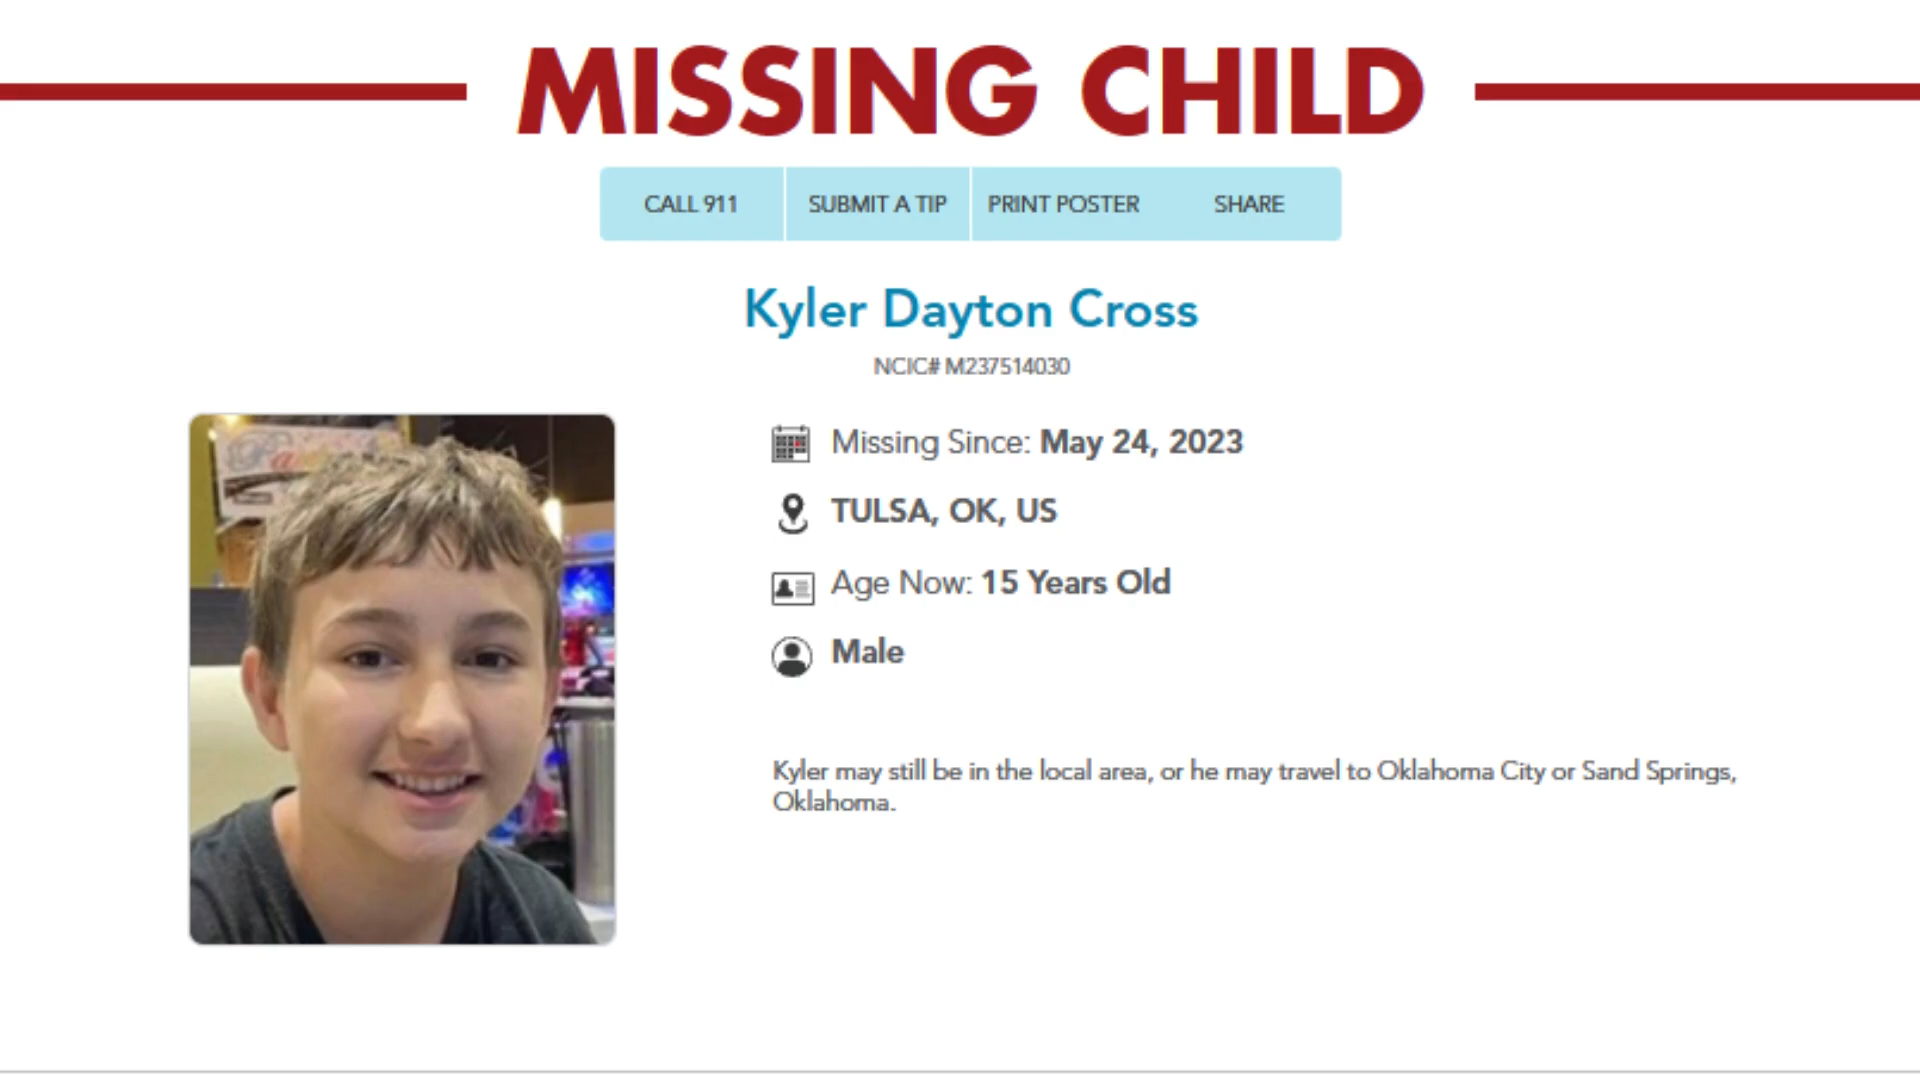 MISSING CHILD
CALL 911
SUBMIT A TIP
PRINT POSTER
SHARE
Kyler Dayton Cross
NCIC# M237514030
Missing Since: May 24, 2023
TULSA, OK, US
Age Now: 15 Years Old
Male
Kyler may still be in the local area, or he may travel to Oklahoma City or Sand Springs,
Oklahoma.